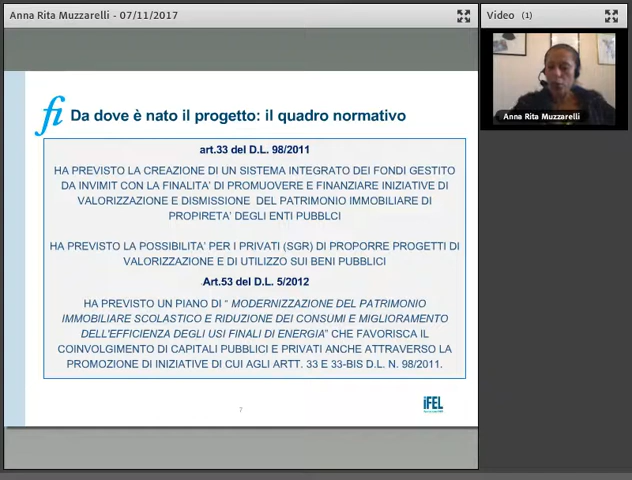 Anna Rita Muzzarelli - 07/11/2017
Video (1)
Anna Rita Muzzarelli
fi Da dove è nato il progetto: il quadro normativo
art.33 del D.L. 98/2011
HA PREVISTO LA CREAZIONE DI UN SISTEMA INTEGRATO DEI FONDI GESTITO
DA INVIMIT CON LA FINALITA' DI PROMUOVERE E FINANZIARE INIZIATIVE DI
VALORIZZAZIONE E DISMISSIONE DEL PATRIMONIO IMMOBILIARE DI
PROPIRETA' DEGLI ENTI PUBBLCI
HA PREVISTO LA POSSIBILITA' PER I PRIVATI (SGR) DI PROPORRE PROGETTI DI
VALORIZZAZIONE E DI UTILIZZO SUI BENI PUBBLICI
Art.53 del D.L. 5/2012
HA PREVISTO UN PIANO DI “ MODERNIZZAZIONE DEL PATRIMONIO
IMMOBILIARE SCOLASTICO E RIDUZIONE DEI CONSUMI E MIGLIORAMENTO
DELL'EFFICIENZA DEGLI USI FINALI DI ENERGIA” CHE FAVORISCA IL
COINVOLGIMENTO DI CAPITALI PUBBLICI E PRIVATI ANCHE ATTRAVERSO LA
PROMOZIONE DI INIZIATIVE DI CUI AGLI ARTT. 33 E 33-BIS D.L. N. 98/2011.
7
iFEL